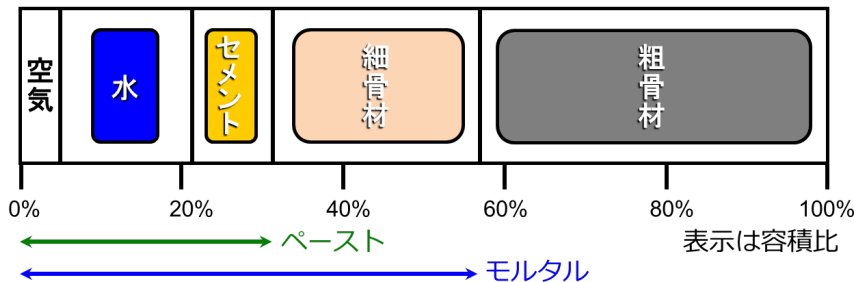 空気
水
セメント
細骨材
粗骨材
0%
20%
40%
60%
80%
100%
ペースト
表示は容積比
モルタル